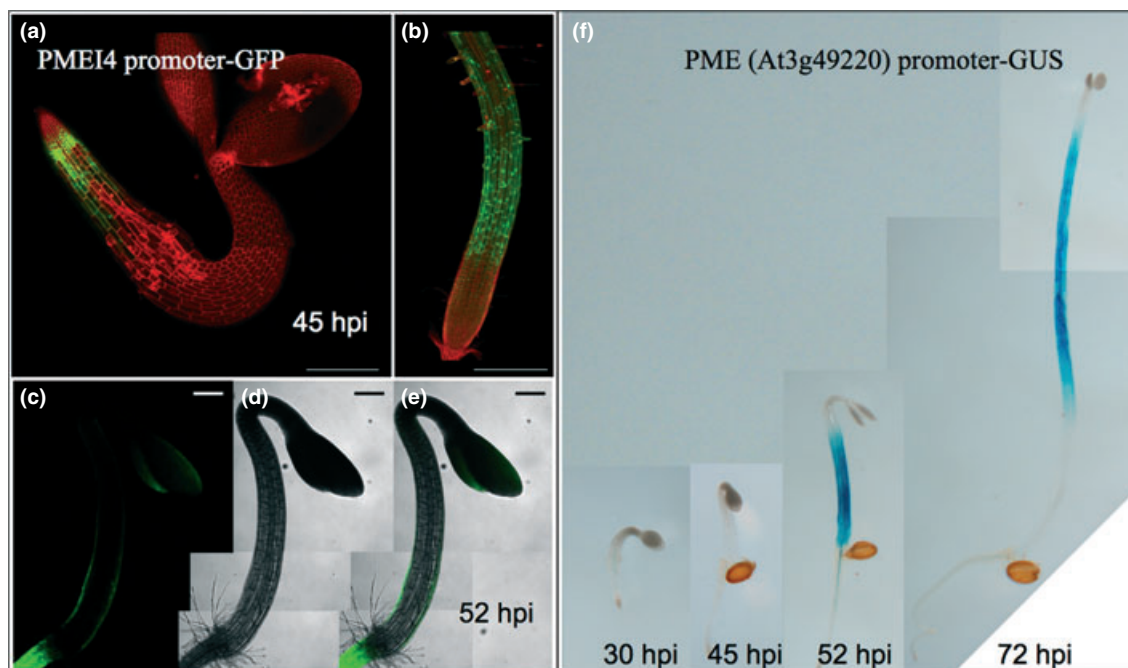 (a)
PMEI4 promoter-GFP
45 hpi
(b)
(c)
(d)
(e)
52 hpi
(f)
PME (At3g49220) promoter-GUS
30 hpi
45 hpi
52 hpi
72 hpi